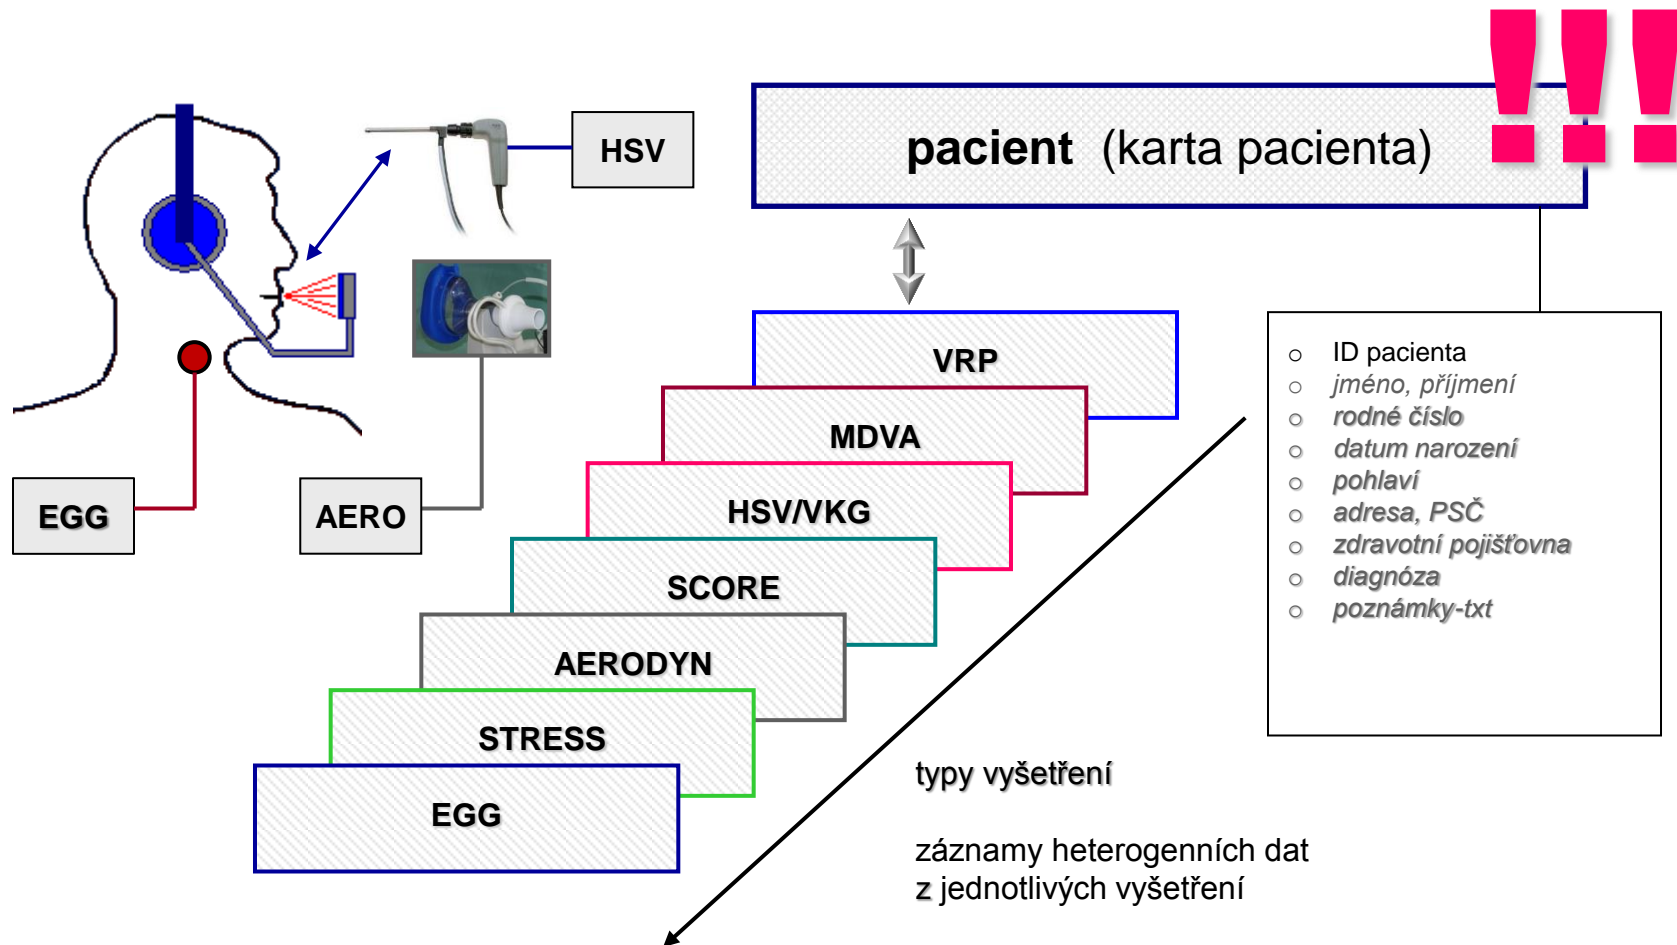 !!!
HSV
pacient (karta pacienta)
EGG
AERO
VRP
MDVA
HSV/VKG
SCORE
AERODYN
STRESS
EGG
○ ID pacienta
○ jméno, příjmení
○ rodné číslo
○ datum narození
○ pohlaví
○ adresa, PSČ
○ zdravotní pojišťovna
○ diagnóza
○ poznámky-txt
typy vyšetření
záznamy heterogenních dat
z jednotlivých vyšetření